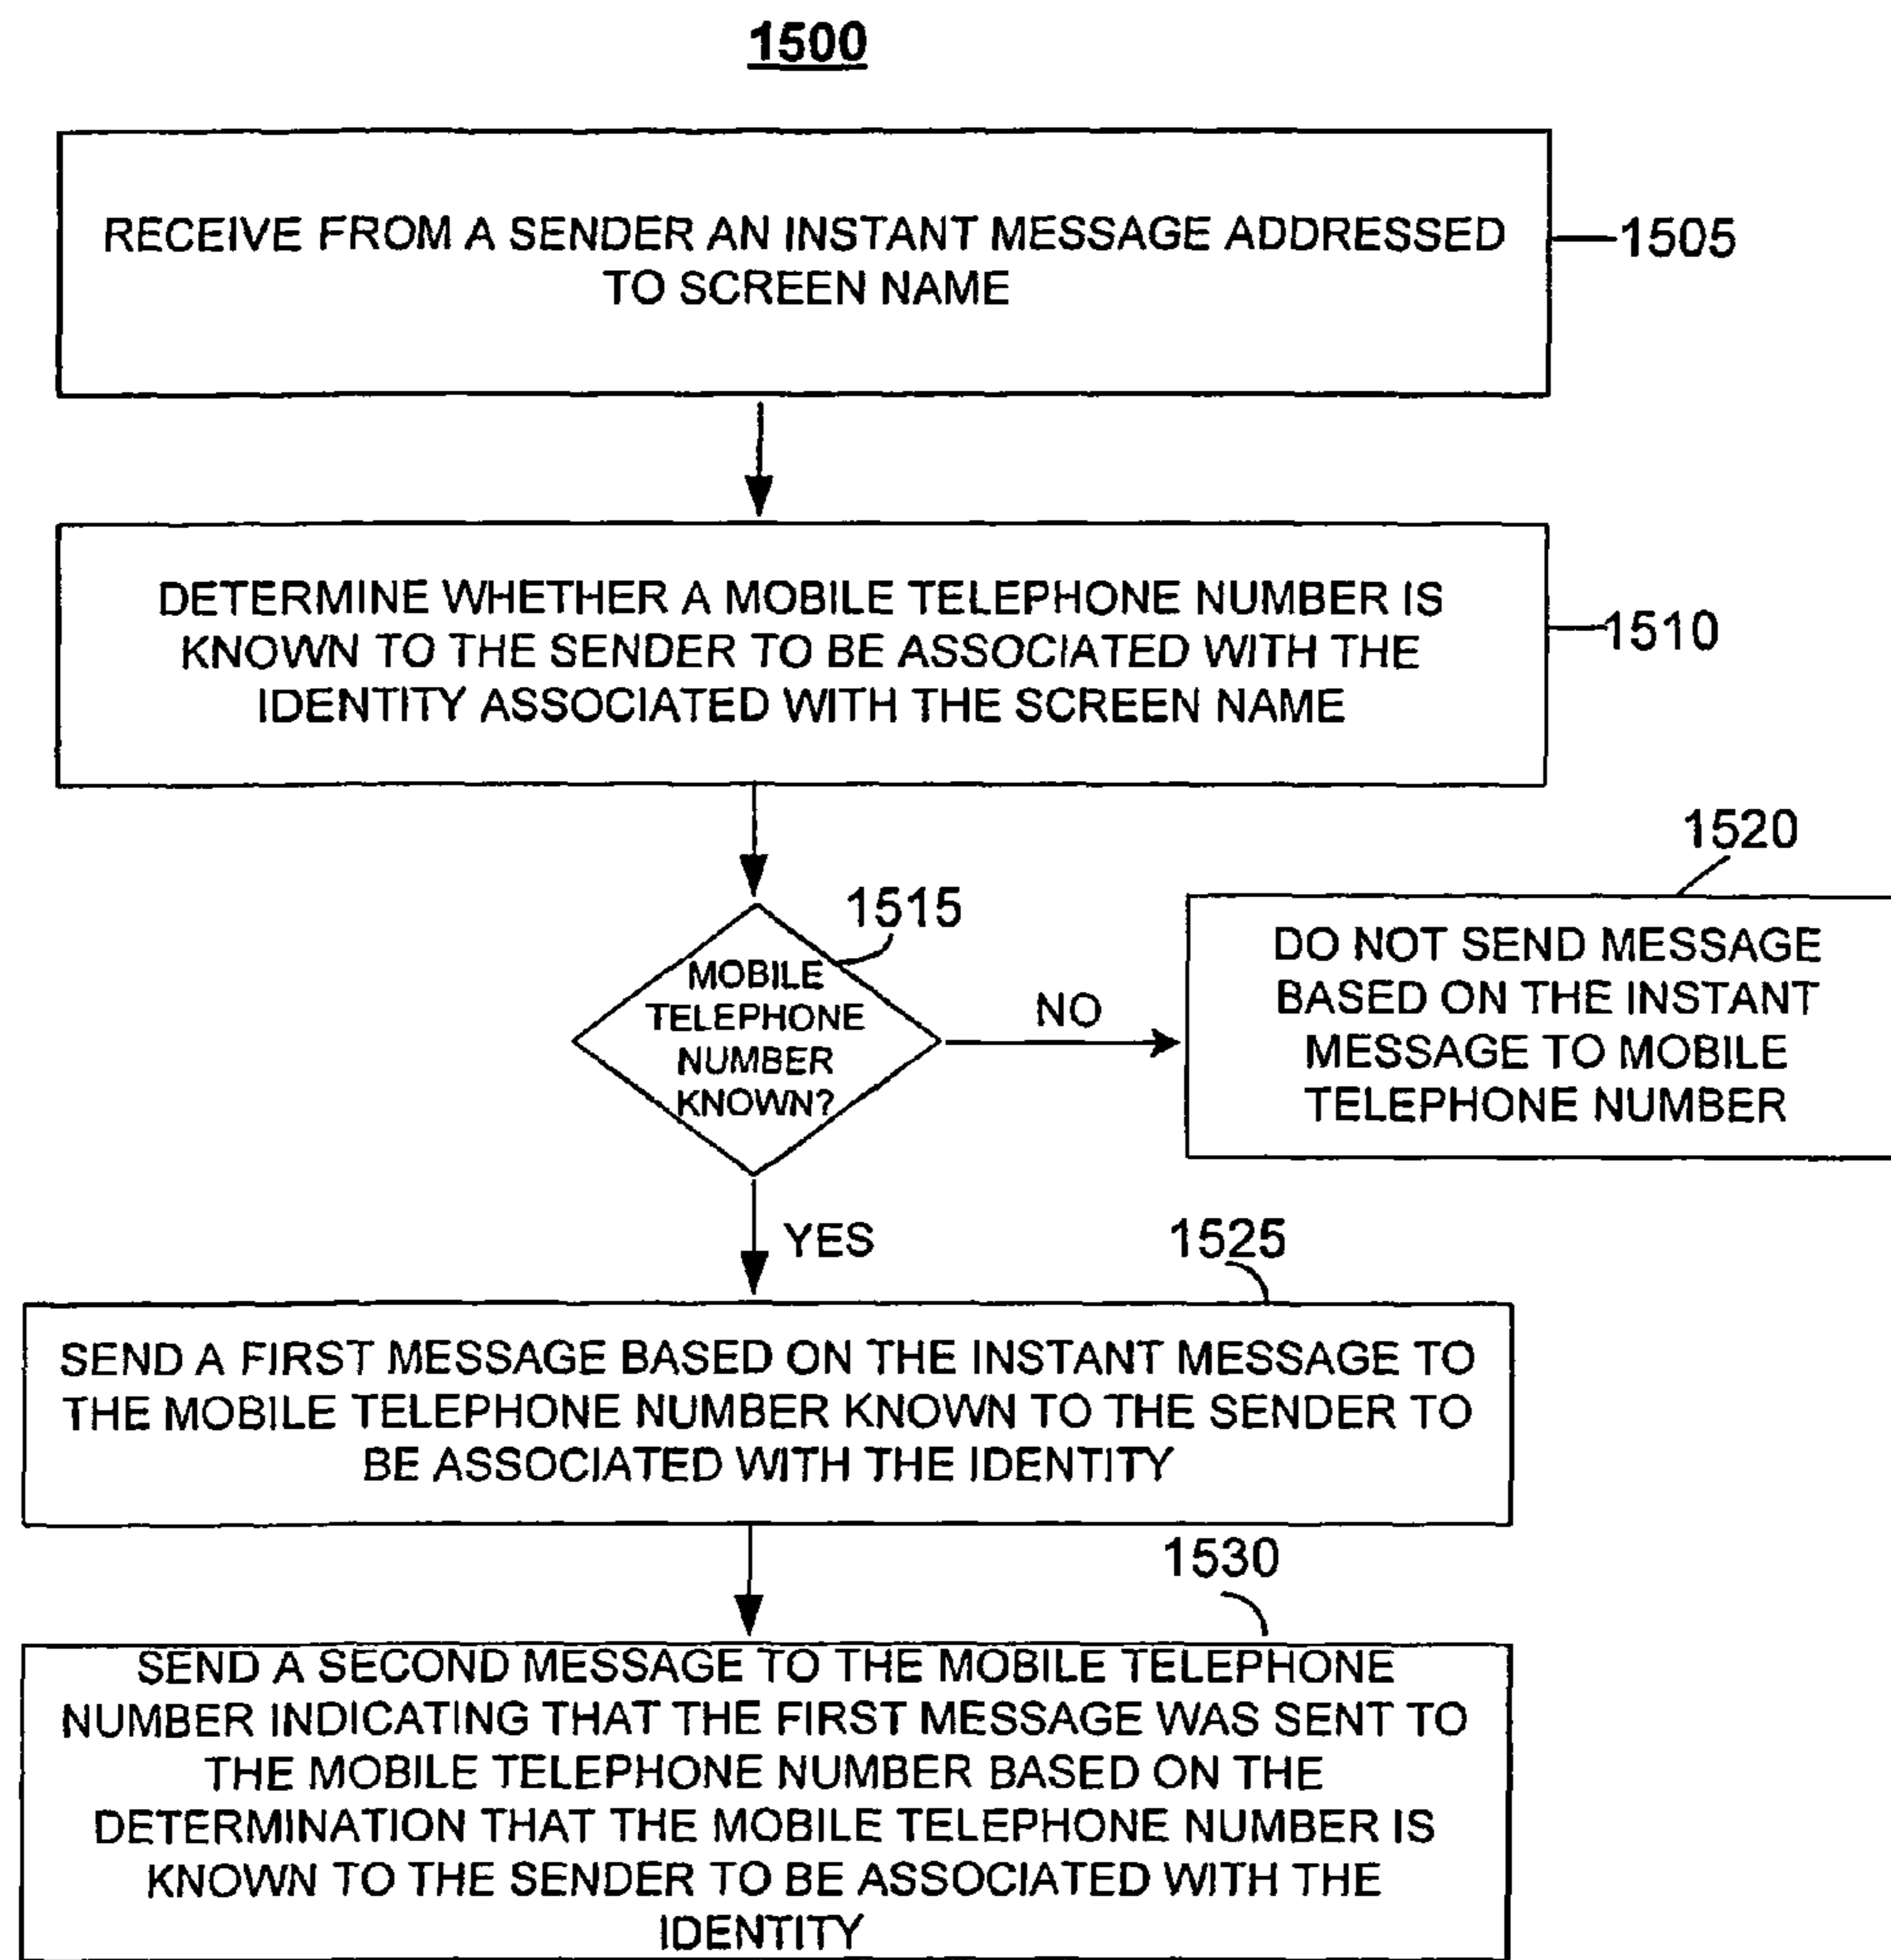 1500
RECEIVE FROM A SENDER AN INSTANT MESSAGE ADDRESSED
TO SCREEN NAME
1505
DETERMINE WHETHER A MOBILE TELEPHONE NUMBER IS
KNOWN TO THE SENDER TO BE ASSOCIATED WITH THE
IDENTITY ASSOCIATED WITH THE SCREEN NAME
1510
1515
MOBILE
TELEPHONE
NUMBER
KNOWN?
NO
1520
DO NOT SEND MESSAGE
BASED ON THE INSTANT
MESSAGE TO MOBILE
TELEPHONE NUMBER
YES
1525
SEND A FIRST MESSAGE BASED ON THE INSTANT MESSAGE TO
THE MOBILE TELEPHONE NUMBER KNOWN TO THE SENDER TO
BE ASSOCIATED WITH THE IDENTITY
1530
SEND A SECOND MESSAGE TO THE MOBILE TELEPHONE
NUMBER INDICATING THAT THE FIRST MESSAGE WAS SENT TO
THE MOBILE TELEPHONE NUMBER BASED ON THE
DETERMINATION THAT THE MOBILE TELEPHONE NUMBER IS
KNOWN TO THE SENDER TO BE ASSOCIATED WITH THE
IDENTITY